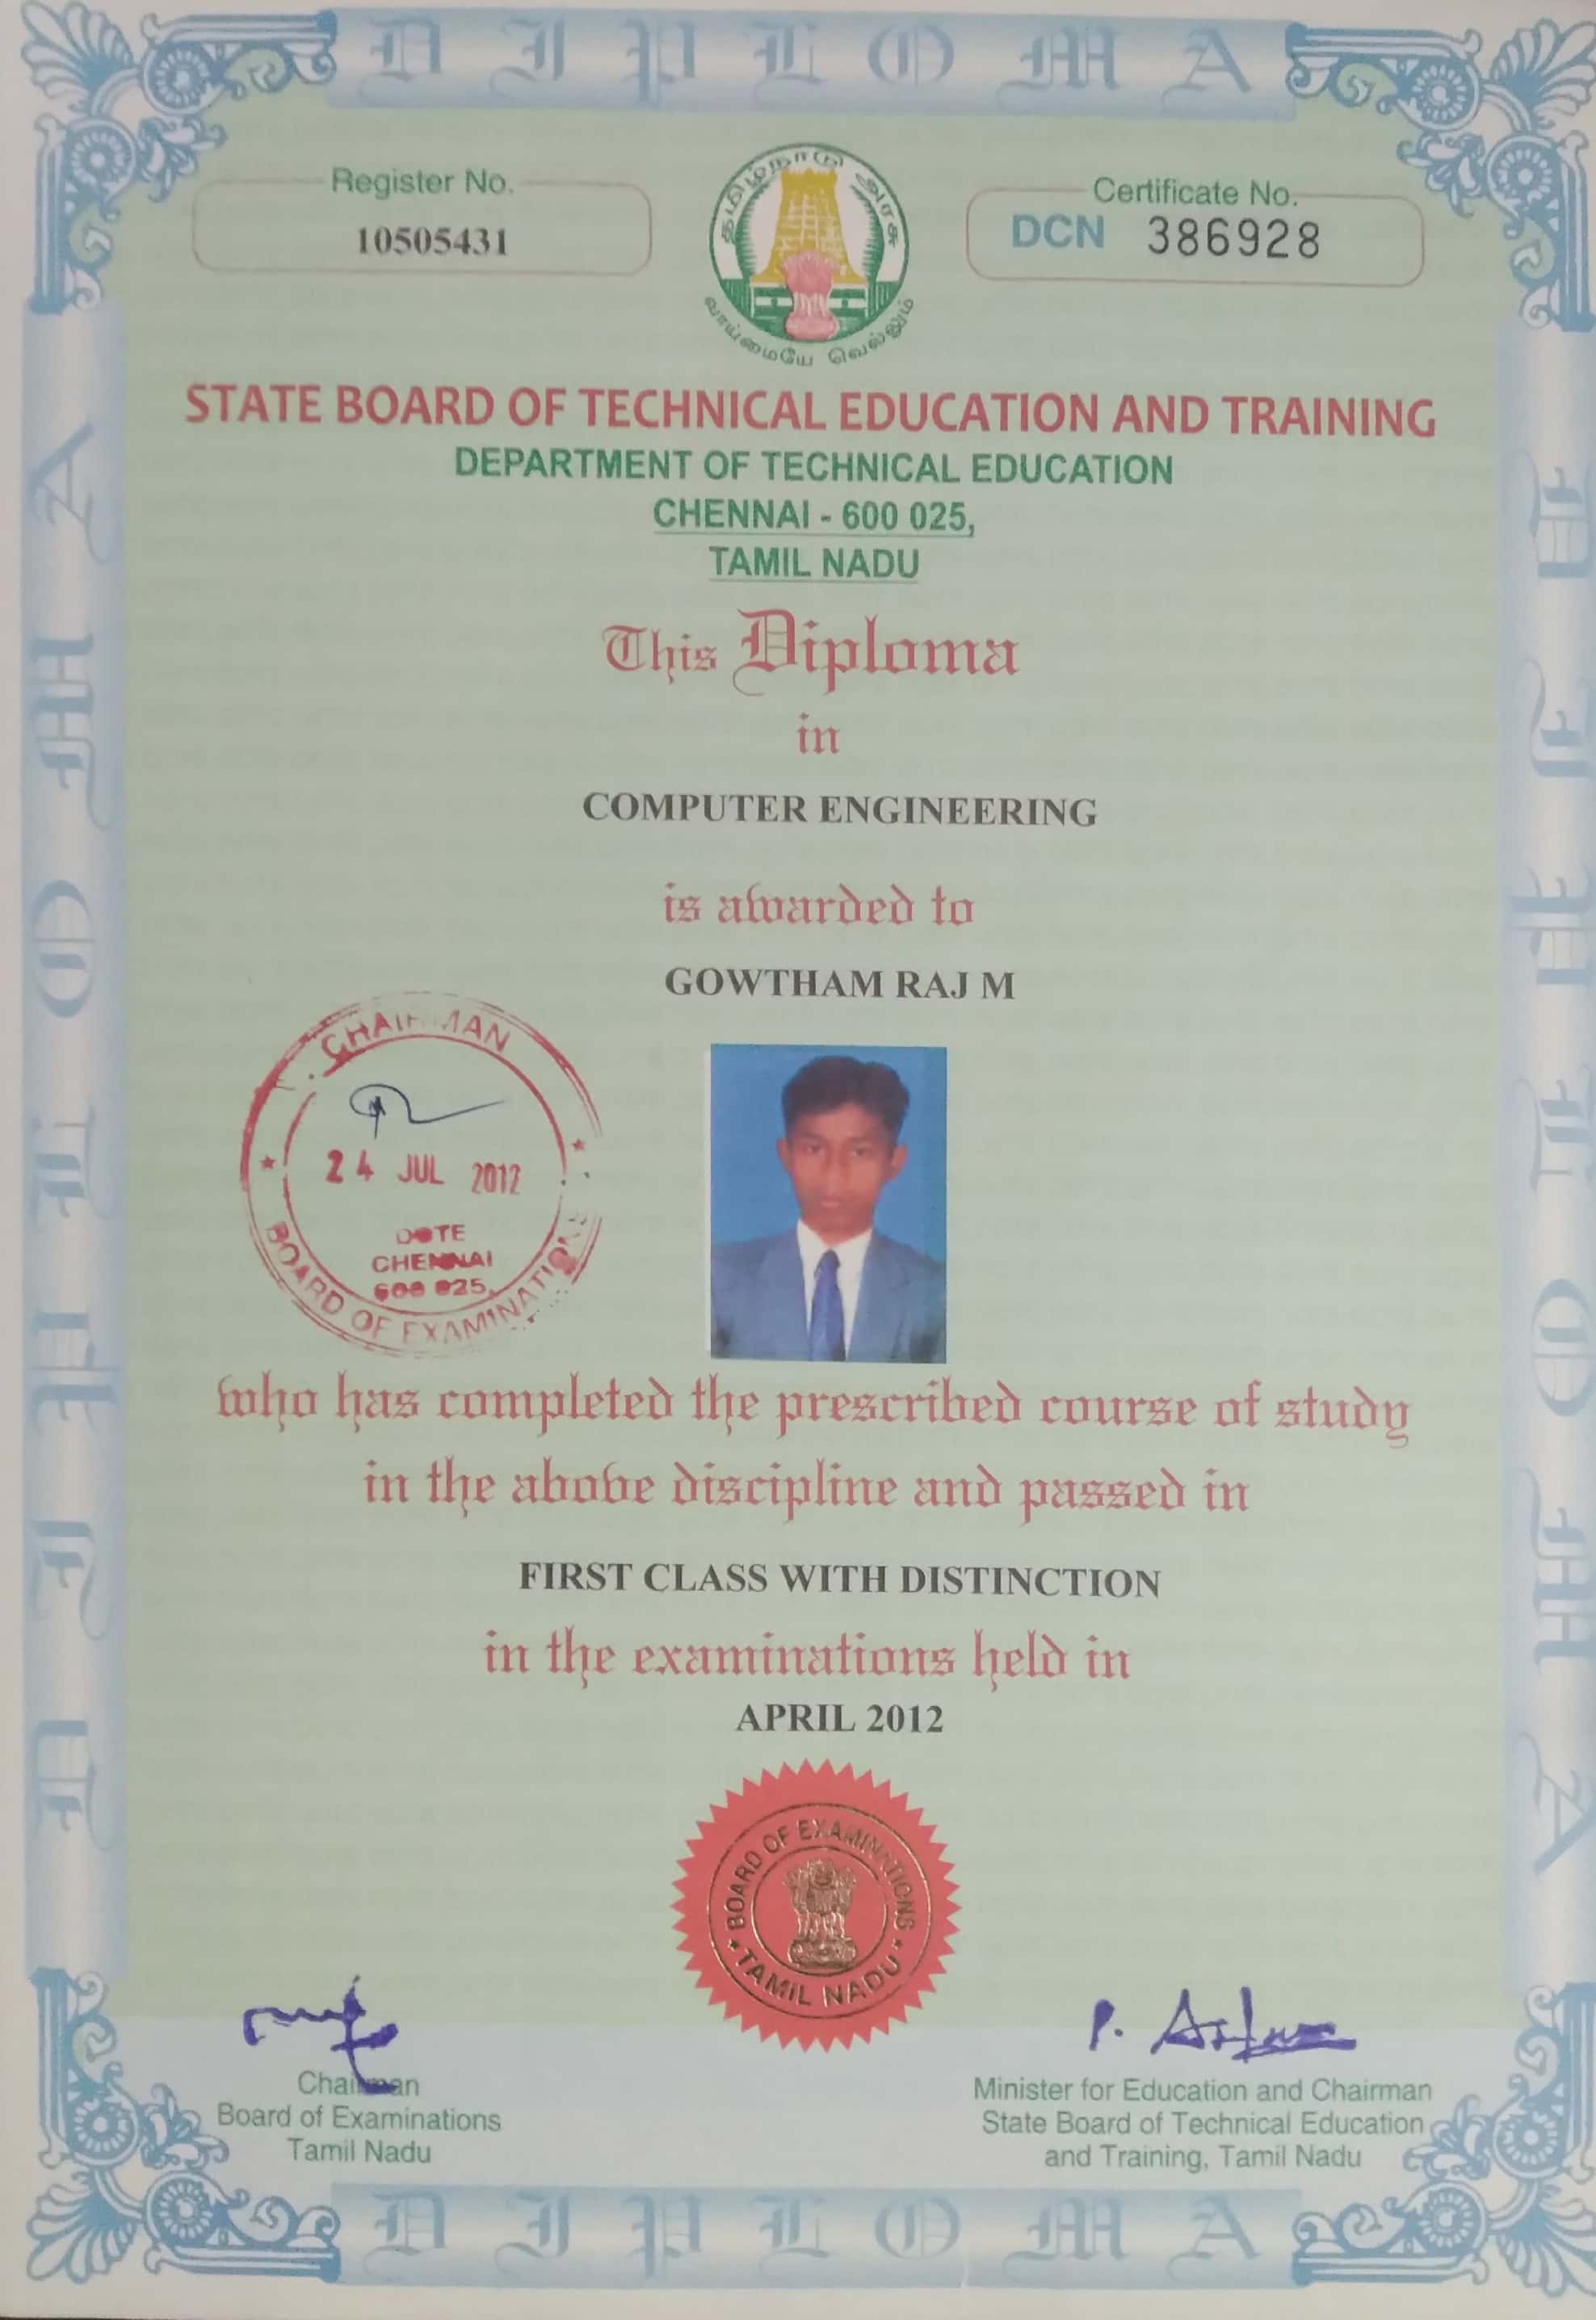 DIPLOMA
Register No.
10505431
Certificate No.
DCN 386928
தமிழ்நாடு அரசு
வாய்மையே வெல்லும்
STATE BOARD OF TECHNICAL EDUCATION AND TRAINING
DEPARTMENT OF TECHNICAL EDUCATION
CHENNAI - 600 025,
TAMIL NADU
This Diploma
in
COMPUTER ENGINEERING
is awarded to
GOWTHAM RAJ M
CHAIRMAN
24 JUL 2012
DOTE
CHENNAI
600 025,
BOARD OF EXAMINATIONS
who has completed the prescribed course of study
in the above discipline and passed in
FIRST CLASS WITH DISTINCTION
in the examinations held in
APRIL 2012
BOARD OF EXAMINATIONS
TAMIL NADU
Chairman
Board of Examinations
Tamil Nadu
P.
Minister for Education and Chairman
State Board of Technical Education
and Training, Tamil Nadu
DIPLOMA
DIPLOMA
DIPLOMA